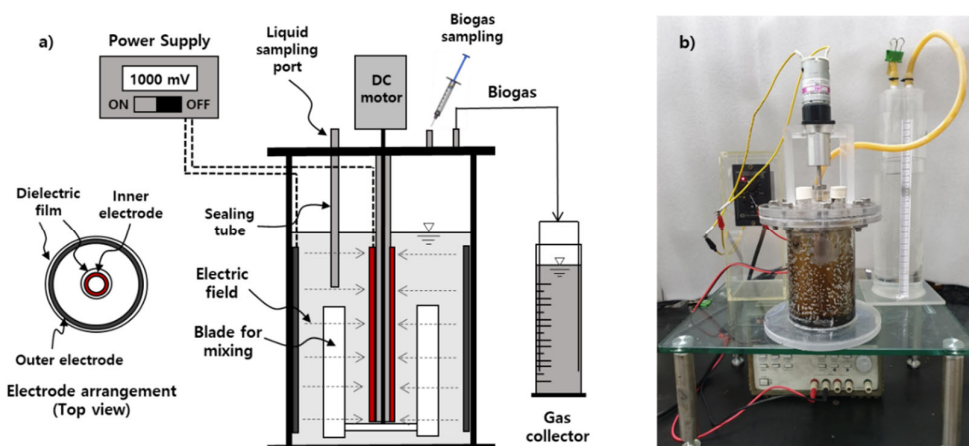 a)
Power Supply
1000 mV
ON
OFF
Liquid
sampling
port
DC
motor
Biogas
sampling
Biogas
Dielectric
film
Inner
electrode
Outer electrode
Electrode arrangement
(Top view)
Sealing
tube
Electric
field
Blade for
mixing
Gas
collector
b)